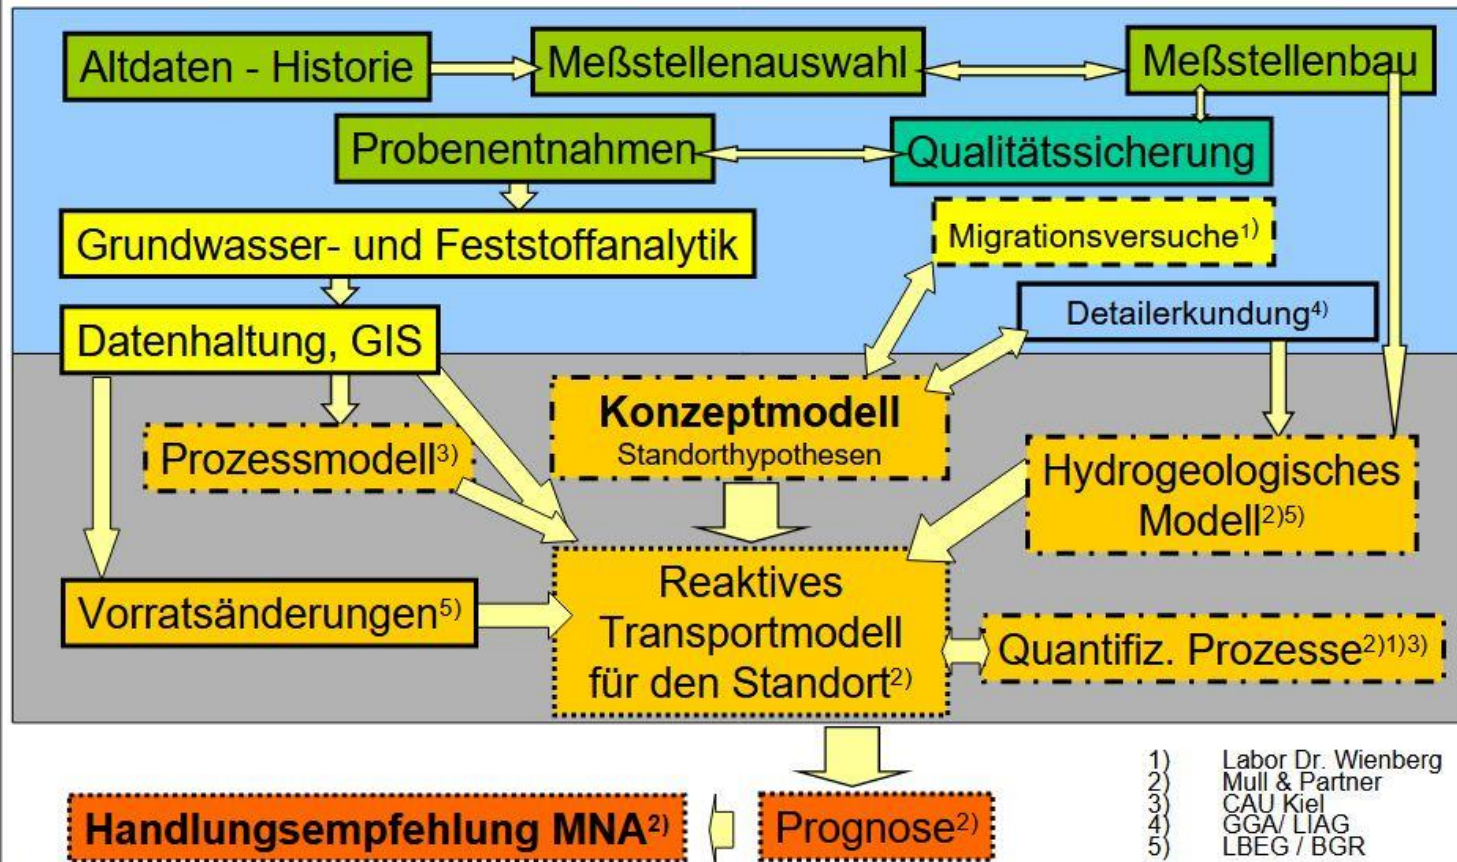 Altdaten - Historie
Meßstellenauswahl
Meßstellenbau
Probenentnahmen
Qualitätssicherung
Grundwasser- und Feststoffanalytik
Migrationsversuche1)
Detailerkundung4)
Datenhaltung, GIS
Konzeptmodell
Standorthypothesen
Prozessmodell3)
Hydrogeologisches
Modell2)5)
Reaktives
Transportmodell
für den Standort2)
Vorratsänderungen5)
Quantifiz. Prozesse2)1)3)
Handlungsempfehlung MNA2)
Prognose2)
1) Labor Dr. Wienberg
2) Mull & Partner
3) CAU Kiel
4) GGA/ LIAG
5) LBEG / BGR